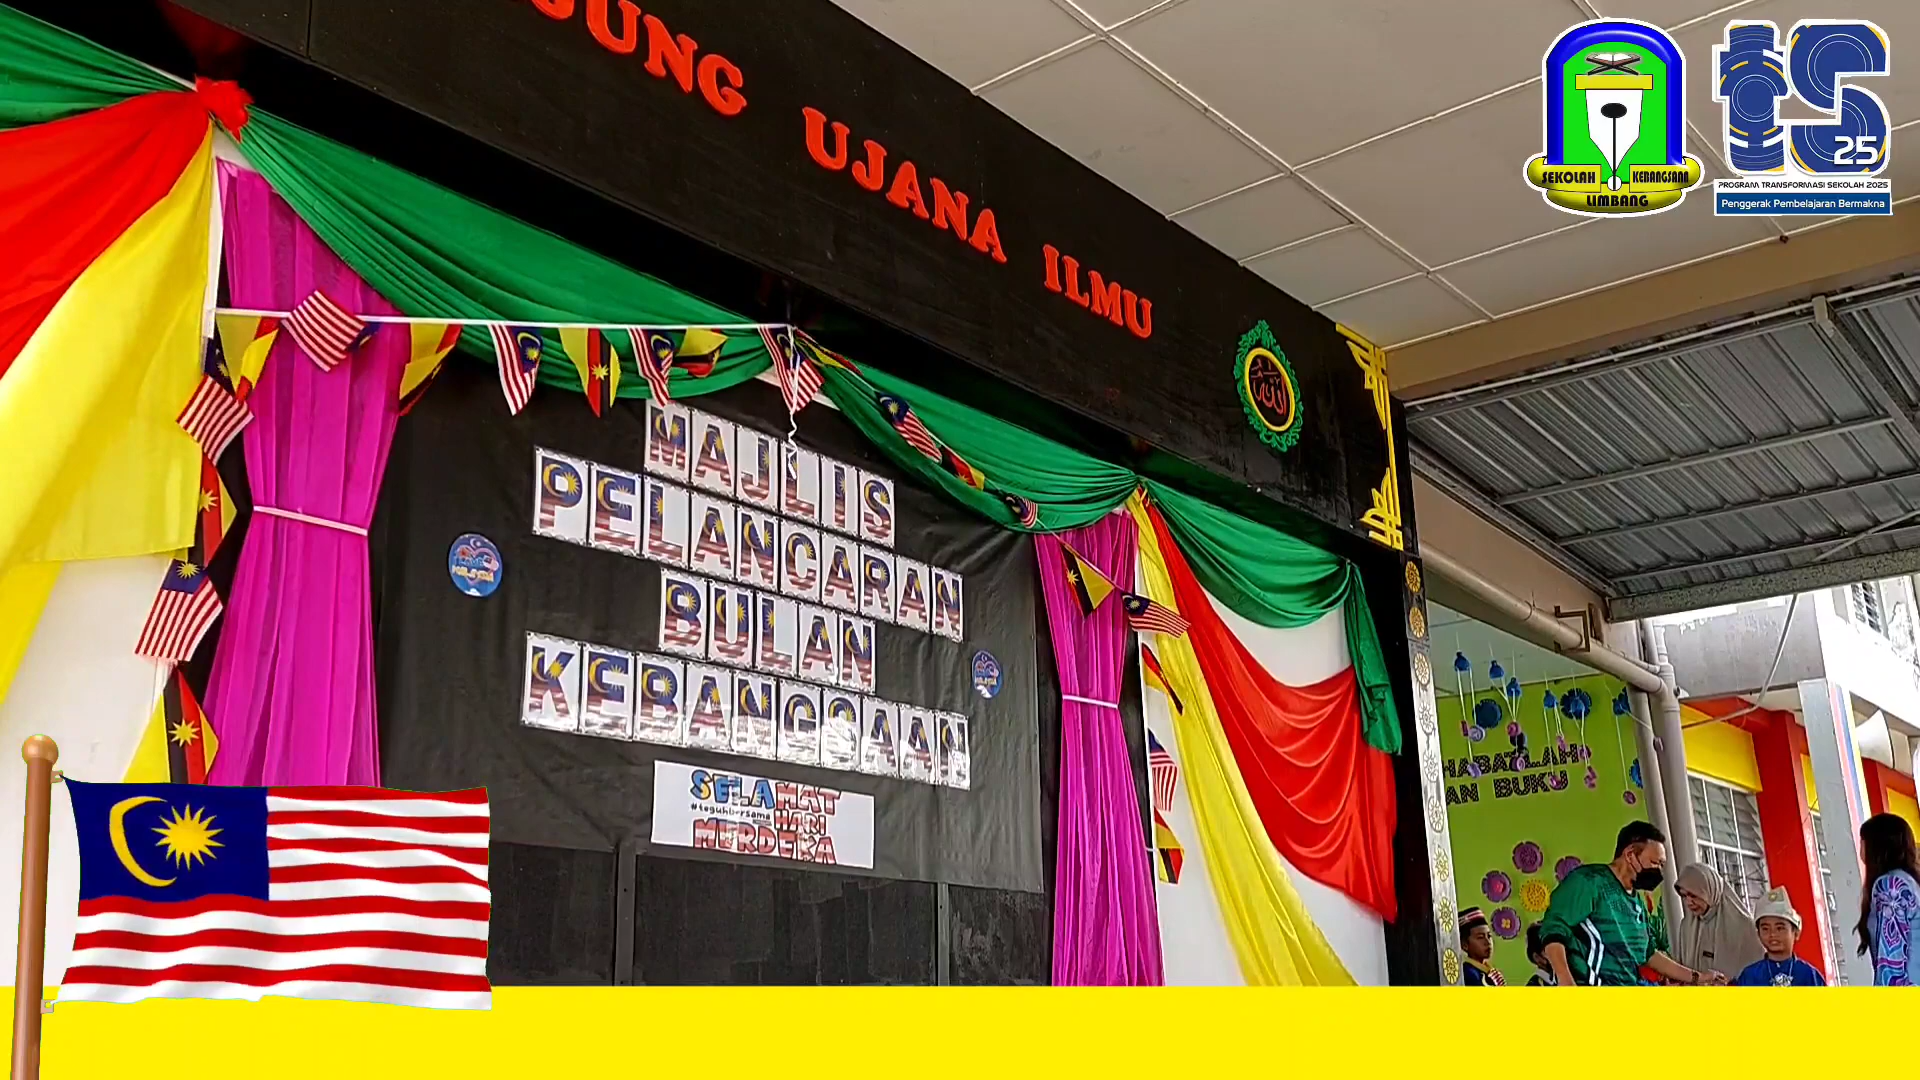 GUNG UJANA ILMU
SEKOLAH KEBANGSAAN
LIMBANG
25
PROGRAM TRANSFORMASI SEKOLAH 2025
Penggerak Pembelajaran Bermakna
MAJLIS
PELANCARAN
BULAN
KEBANGSAAN
SELAMAT
#teguhbersama
HARI
MERDEKA
AN BUKU